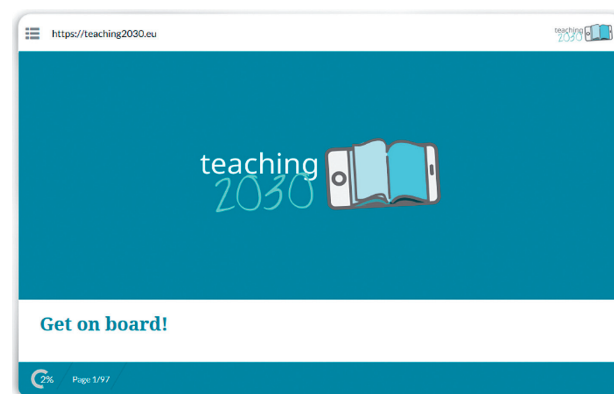 https://teaching2030.eu
teaching
2030
teaching
2030
Get on board!
2%
Page 1/97